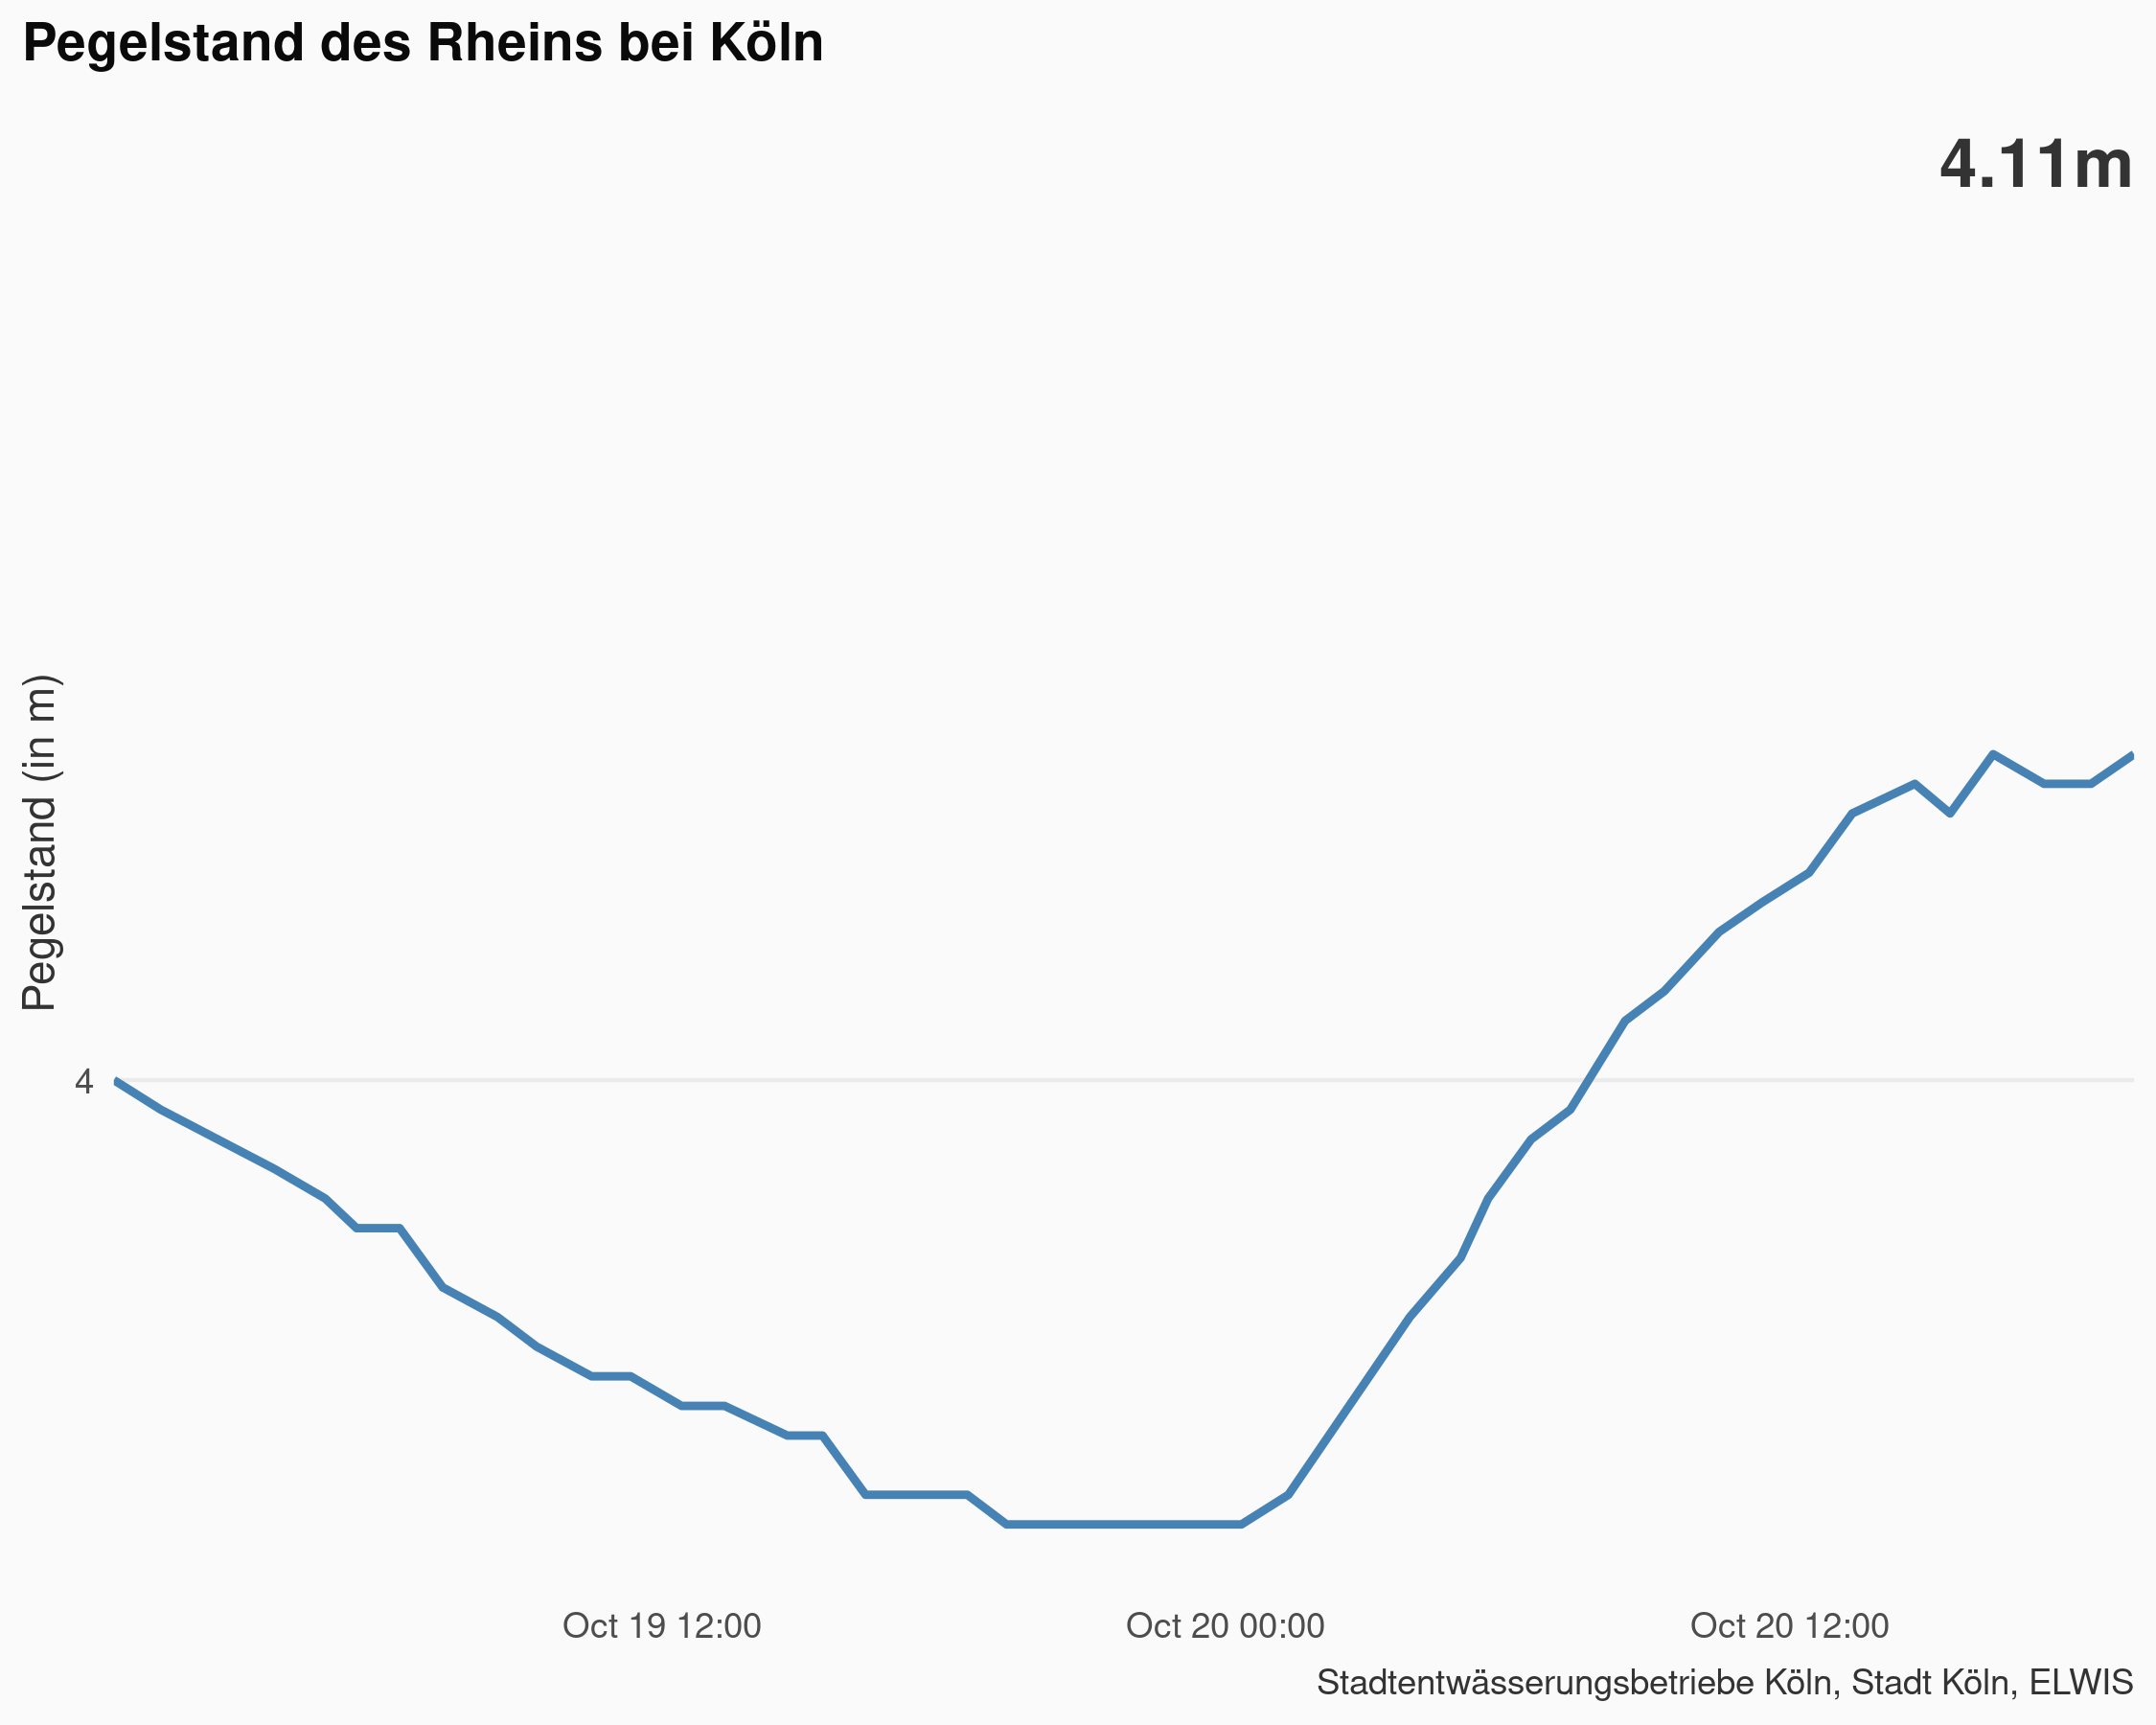 Pegelstand des Rheins bei Köln
4.11m
Pegelstand (in m)
4
Oct 19 12:00
Oct 20 00:00
Oct 20 12:00
Stadtentwässerungsbetriebe Köln, Stadt Köln, ELWIS